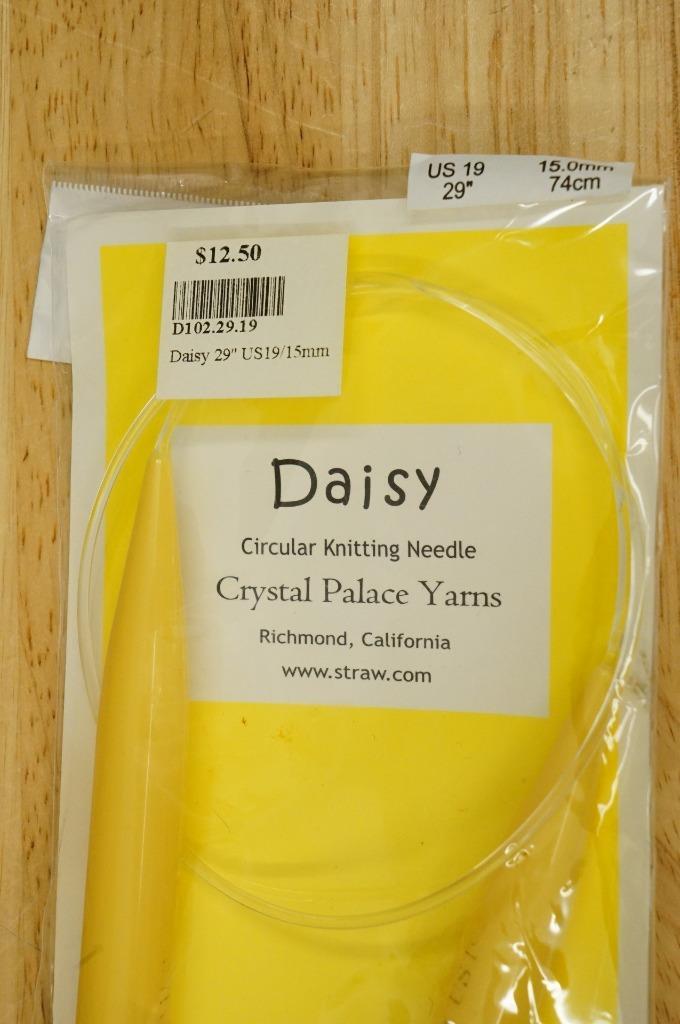 US 19 15.0mm
29" 74cm
$12.50
D102.29.19
Daisy 29" US19/15mm
Daisy
Circular Knitting Needle
Crystal Palace Yarns
Richmond, California
www.straw.com
US